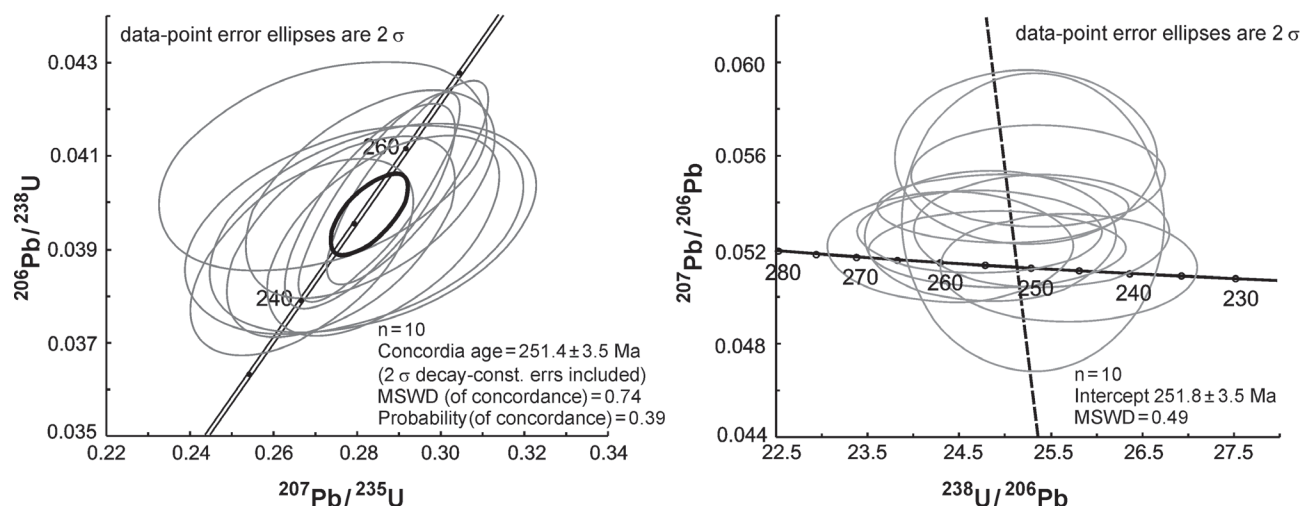 data-point error ellipses are 2 σ
0.043
0.041
0.039
0.037
0.035
206Pb/238U
260
240
n=10
Concordia age=251.4±3.5 Ma
(2 σ decay-const. errs included)
MSWD (of concordance)=0.74
Probability (of concordance)=0.39
0.22 0.24 0.26 0.28 0.30 0.32 0.34
207Pb/235U
data-point error ellipses are 2 σ
0.060
0.056
0.052
0.048
0.044
207Pb/206Pb
280 270 260 250 240 230
n=10
Intercept 251.8±3.5 Ma
MSWD=0.49
22.5 23.5 24.5 25.5 26.5 27.5
238U/206Pb